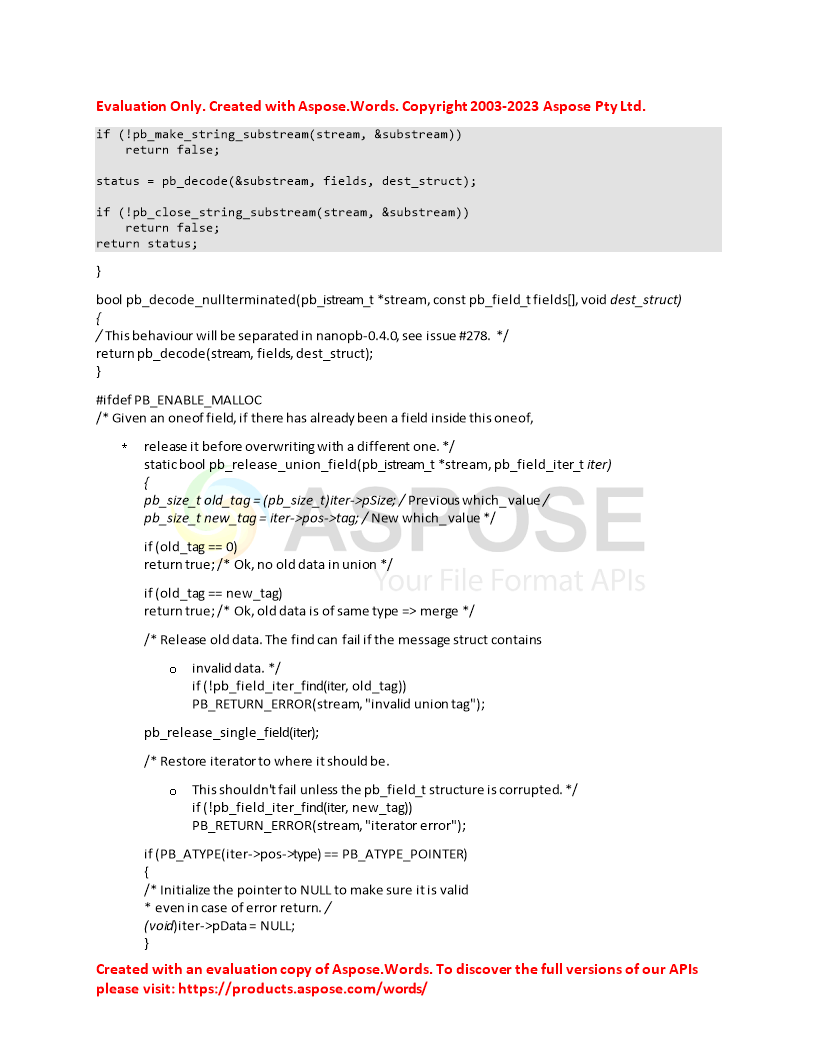 Evaluation Only. Created with Aspose.Words. Copyright 2003-2023 Aspose Pty Ltd.
if (!pb_make_string_substream(stream, &substream))
    return false;
status = pb_decode(&substream, fields, dest_struct);
if (!pb_close_string_substream(stream, &substream))
    return false;
return status;
}
bool pb_decode_nullterminated(pb_istream_t *stream, const pb_field_t fields[], void dest_struct)
{
/ This behaviour will be separated in nanopb-0.4.0, see issue #278. */
return pb_decode(stream, fields, dest_struct);
}
#ifdef PB_ENABLE_MALLOC
/* Given an oneof field, if there has already been a field inside this oneof,
* release it before overwriting with a different one. */
static bool pb_release_union_field(pb_istream_t *stream, pb_field_iter_t iter)
{
pb_size_t old_tag = (pb_size_t)iter->pSize; / Previous which_value /
pb_size_t new_tag = iter->pos->tag; / New which_value */
if (old_tag == 0)
return true; /* Ok, no old data in union */
if (old_tag == new_tag)
return true; /* Ok, old data is of same type => merge */
/* Release old data. The find can fail if the message struct contains
o invalid data. */
if (!pb_field_iter_find(iter, old_tag))
PB_RETURN_ERROR(stream, "invalid union tag");
pb_release_single_field(iter);
/* Restore iterator to where it should be.
o This shouldn't fail unless the pb_field_t structure is corrupted. */
if (!pb_field_iter_find(iter, new_tag))
PB_RETURN_ERROR(stream, "iterator error");
if (PB_ATYPE(iter->pos->type) == PB_ATYPE_POINTER)
{
/* Initialize the pointer to NULL to make sure it is valid
* even in case of error return. /
(void)iter->pData = NULL;
}
ASPOSE
Your File Format APIs
Created with an evaluation copy of Aspose.Words. To discover the full versions of our APIs
please visit: https://products.aspose.com/words/